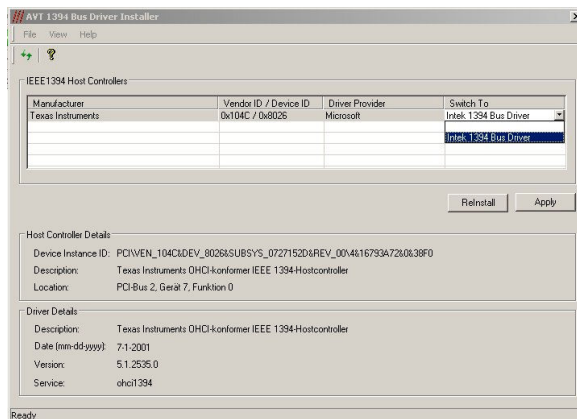 AVT 1394 Bus Driver Installer
File View Help
IEEE1394 Host Controllers
Manufacturer Vendor ID / Device ID Driver Provider Switch To
Texas Instruments 0x104C / 0x8026 Microsoft Intek 1394 Bus Driver
Intek 1394 Bus Driver
ReInstall Apply
Host Controller Details
Device Instance ID: PCI\VEN_104C&DEV_8026&SUBSYS_0727152D&REV_00\4&16793A72&0&38F0
Description: Texas Instruments OHCI-konformer IEEE 1394-Hostcontroller
Location: PCI-Bus 2, Gerät 7, Funktion 0
Driver Details
Description: Texas Instruments OHCI-konformer IEEE 1394-Hostcontroller
Date (mm-dd-yyyy): 7-1-2001
Version: 5.1.2535.0
Service: ohci1394
Ready